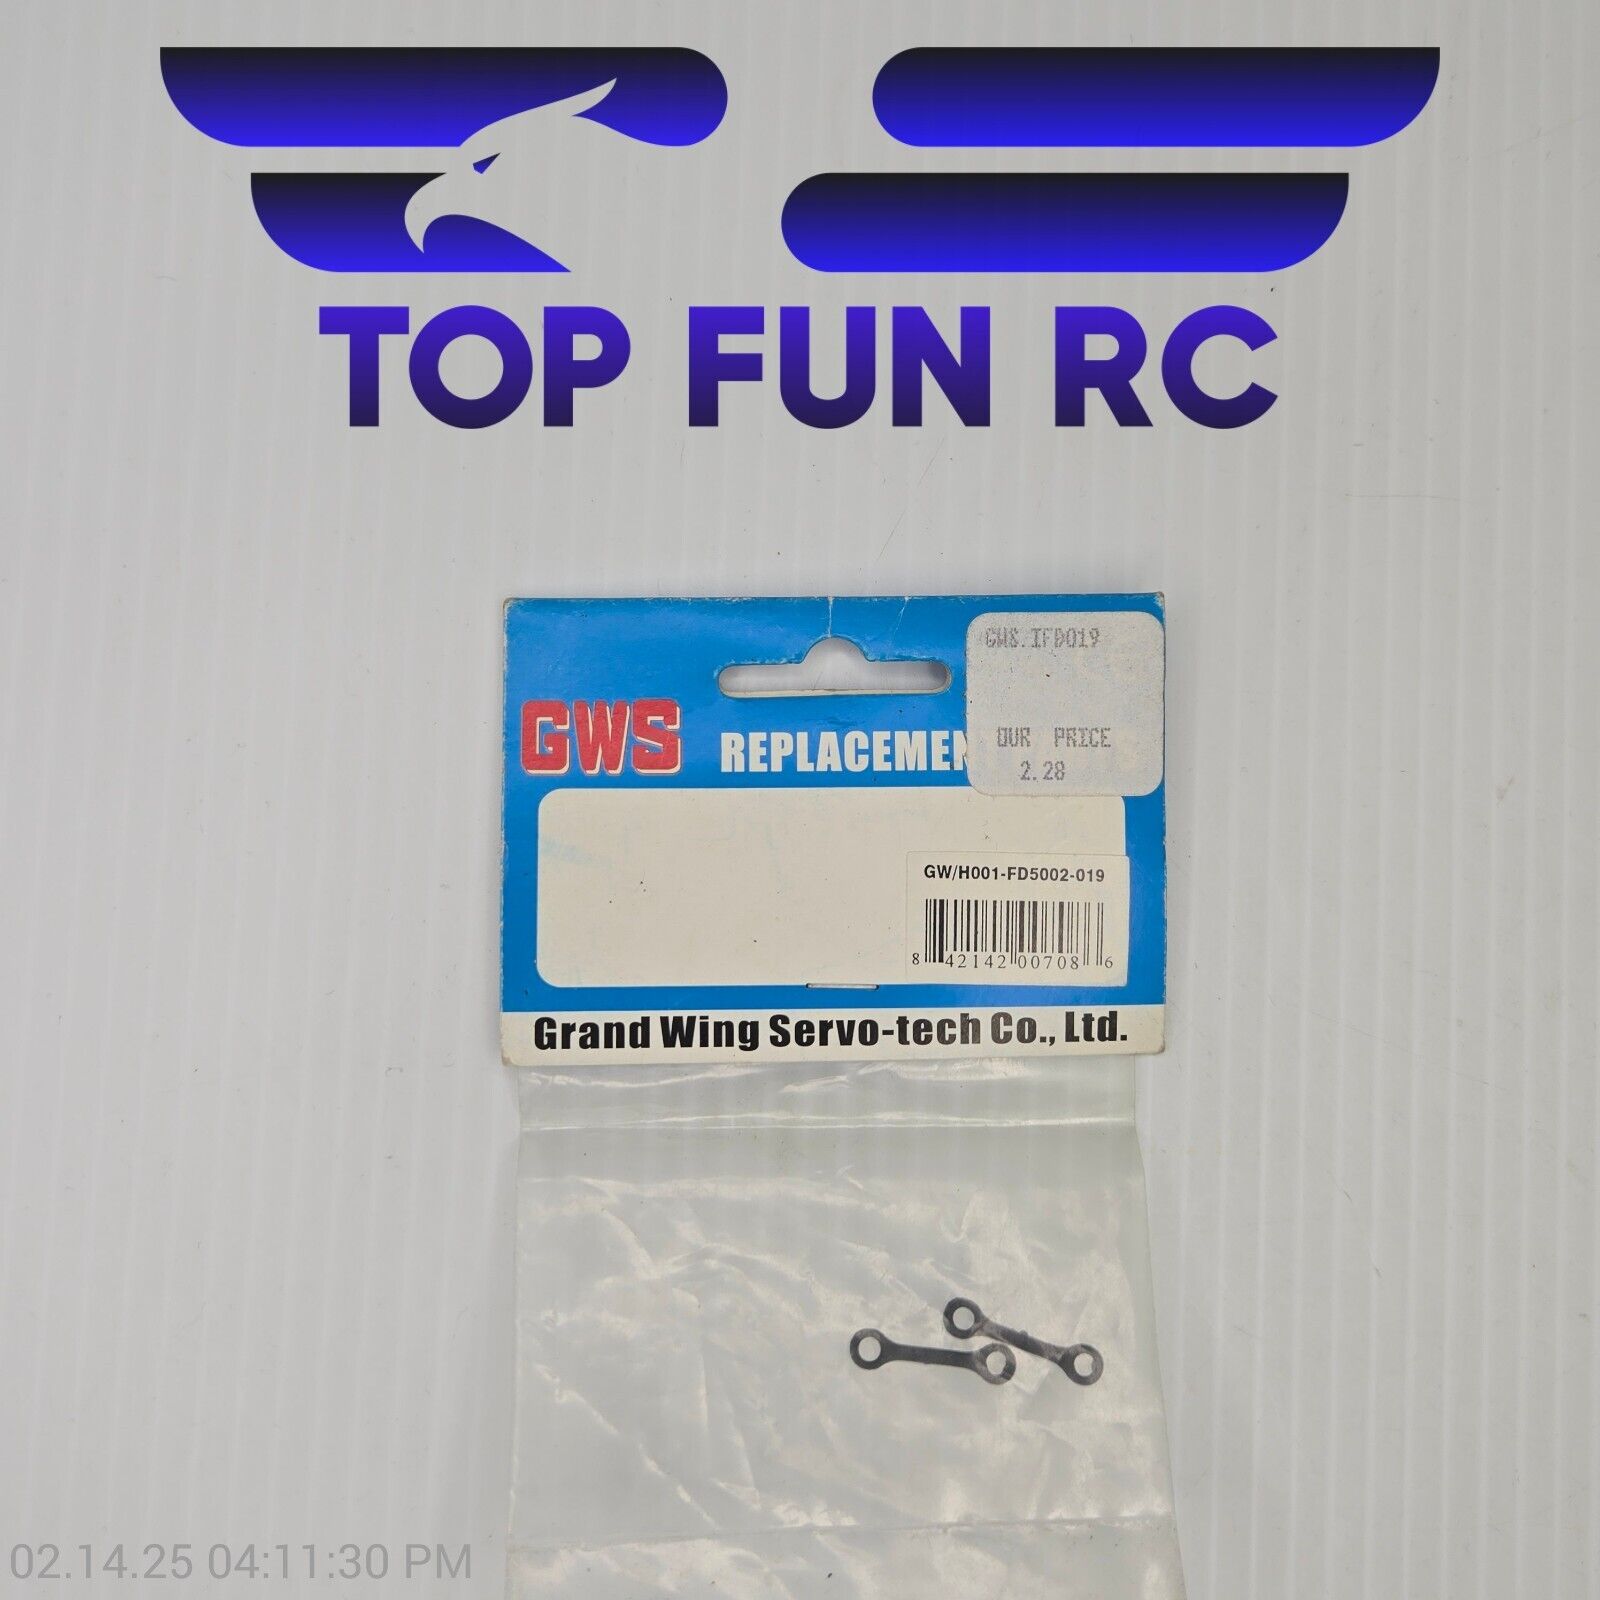 TOP FUN RC
GWS.IFD019
OUR PRICE
2.28
GWS
REPLACEMEN
GW/H001-FD5002-019
8 42142 00708 6
Grand Wing Servo-tech Co., Ltd.
02.14.25 04:11:30 PM